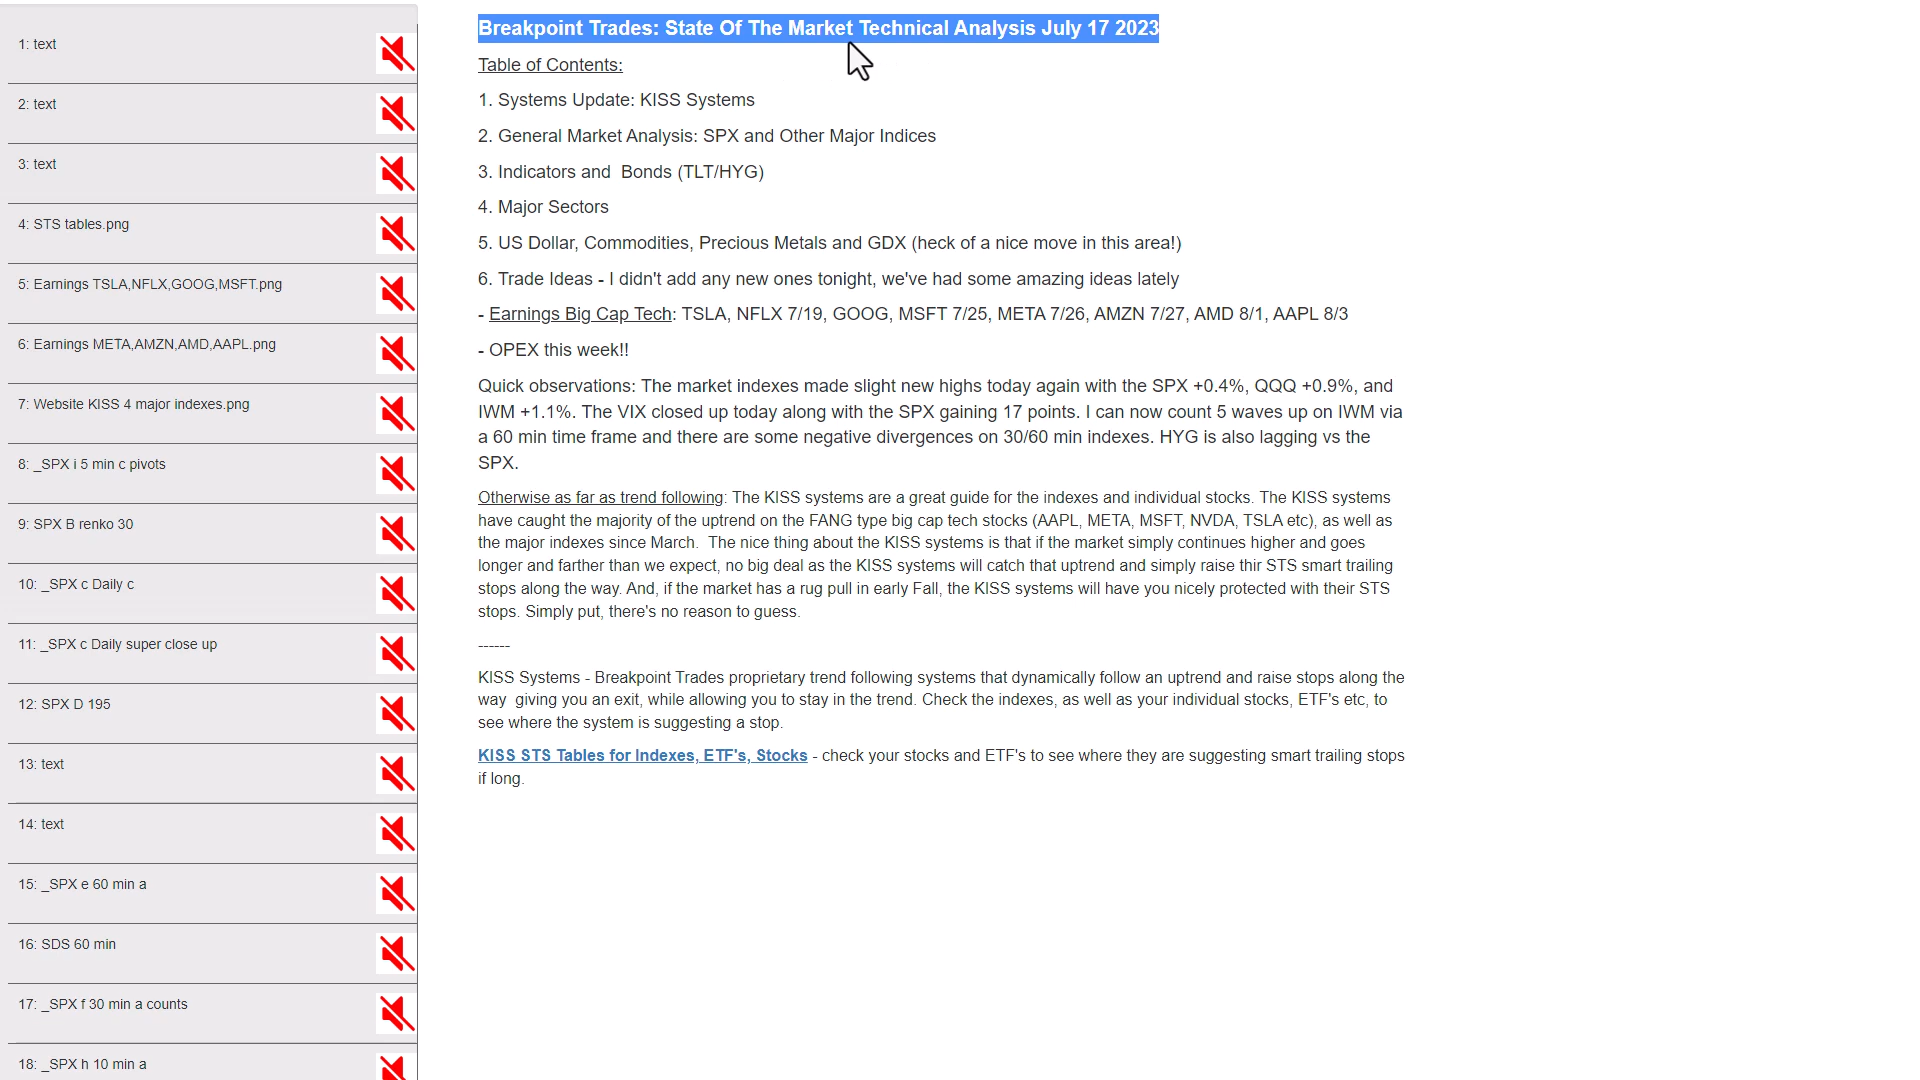 1: text
2: text
3: text
4: STS tables.png
5: Earnings TSLA,NFLX,GOOG,MSFT.png
6: Earnings META,AMZN,AMD,AAPL.png
7: Website KISS 4 major indexes.png
8: _SPX i 5 min c pivots
9: SPX B renko 30
10: _SPX c Daily c
11: _SPX c Daily super close up
12: SPX D 195
13: text
14: text
15: _SPX e 60 min a
16: SDS 60 min
17: _SPX f 30 min a counts
18: _SPX h 10 min a
Breakpoint Trades: State Of The Market Technical Analysis July 17 2023
Table of Contents:
1. Systems Update: KISS Systems
2. General Market Analysis: SPX and Other Major Indices
3. Indicators and  Bonds (TLT/HYG)
4. Major Sectors
5. US Dollar, Commodities, Precious Metals and GDX (heck of a nice move in this area!)
6. Trade Ideas - I didn't add any new ones tonight, we've had some amazing ideas lately
- Earnings Big Cap Tech: TSLA, NFLX 7/19, GOOG, MSFT 7/25, META 7/26, AMZN 7/27, AMD 8/1, AAPL 8/3
- OPEX this week!!
Quick observations: The market indexes made slight new highs today again with the SPX +0.4%, QQQ +0.9%, and
IWM +1.1%. The VIX closed up today along with the SPX gaining 17 points. I can now count 5 waves up on IWM via
a 60 min time frame and there are some negative divergences on 30/60 min indexes. HYG is also lagging vs the
SPX.
Otherwise as far as trend following: The KISS systems are a great guide for the indexes and individual stocks. The KISS systems
have caught the majority of the uptrend on the FANG type big cap tech stocks (AAPL, META, MSFT, NVDA, TSLA etc), as well as
the major indexes since March.  The nice thing about the KISS systems is that if the market simply continues higher and goes
longer and farther than we expect, no big deal as the KISS systems will catch that uptrend and simply raise thir STS smart trailing
stops along the way. And, if the market has a rug pull in early Fall, the KISS systems will have you nicely protected with their STS
stops. Simply put, there's no reason to guess.
------
KISS Systems - Breakpoint Trades proprietary trend following systems that dynamically follow an uptrend and raise stops along the
way  giving you an exit, while allowing you to stay in the trend. Check the indexes, as well as your individual stocks, ETF's etc, to
see where the system is suggesting a stop.
KISS STS Tables for Indexes, ETF's, Stocks - check your stocks and ETF's to see where they are suggesting smart trailing stops
if long.